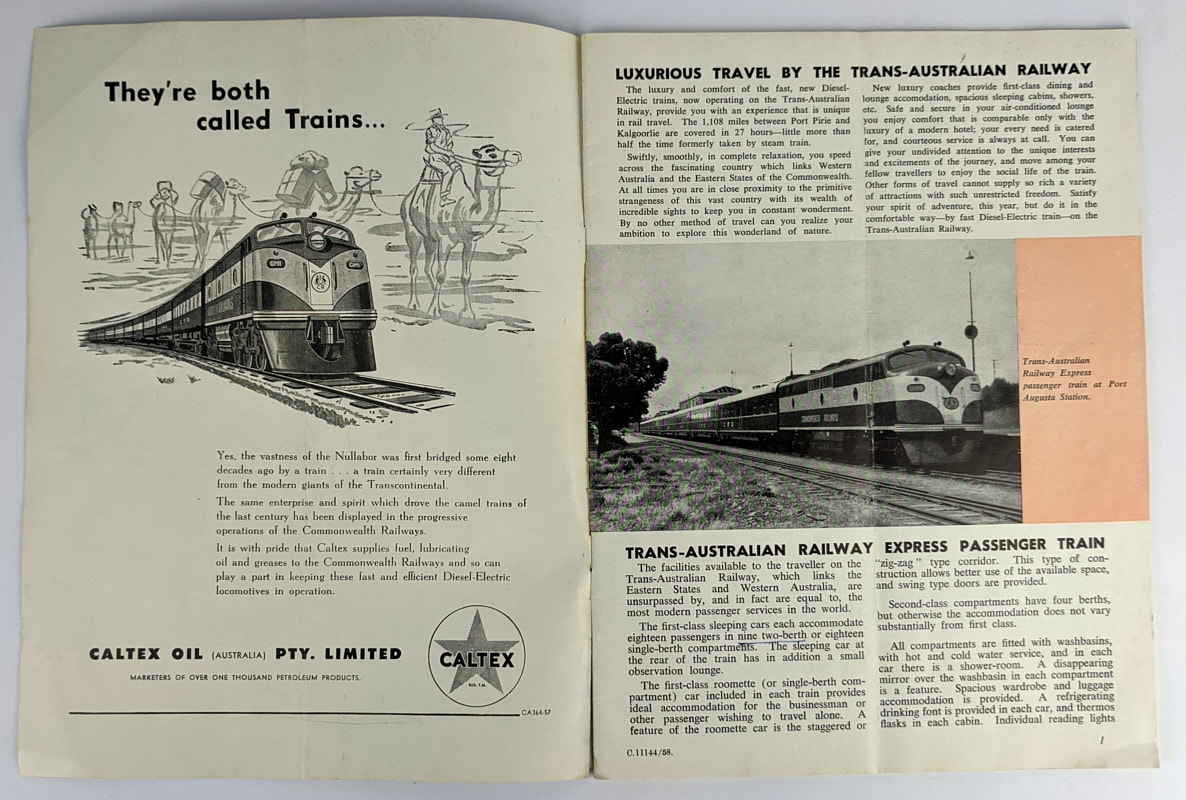 They're both
called Trains...
GM1
GM1
Yes, the vastness of the Nullabor was first bridged some eight
decades ago by a train . . . a train certainly very different
from the modern giants of the Transcontinental.
The same enterprise and spirit which drove the camel trains of
the last century has been displayed in the progressive
operations of the Commonwealth Railways.
It is with pride that Caltex supplies fuel, lubricating
oil and greases to the Commonwealth Railways and so can
play a part in keeping these fast and efficient Diesel-Electric
locomotives in operation.
CALTEX OIL (AUSTRALIA) PTY. LIMITED
MARKETERS OF OVER ONE THOUSAND PETROLEUM PRODUCTS.
CALTEX
REG. T.M.
CA364-57
LUXURIOUS TRAVEL BY THE TRANS-AUSTRALIAN RAILWAY
The luxury and comfort of the fast, new Diesel-
Electric trains, now operating on the Trans-Australian
Railway, provide you with an experience that is unique
in rail travel. The 1,108 miles between Port Pirie and
Kalgoorlie are covered in 27 hours—little more than
half the time formerly taken by steam train.
Swiftly, smoothly, in complete relaxation, you speed
across the fascinating country which links Western
Australia and the Eastern States of the Commonwealth.
At all times you are in close proximity to the primitive
strangeness of this vast country with its wealth of
incredible sights to keep you in constant wonderment.
By no other method of travel can you realize your
ambition to explore this wonderland of nature.
New luxury coaches provide first-class dining and
lounge accomodation, spacious sleeping cabins, showers,
etc. Safe and secure in your air-conditioned lounge
you enjoy comfort that is comparable only with the
luxury of a modern hotel; your every need is catered
for, and courteous service is always at call. You can
give your undivided attention to the unique interests
and excitements of the journey, and move among your
fellow travellers to enjoy the social life of the train.
Other forms of travel cannot supply so rich a variety
of attractions with such unrestricted freedom. Satisfy
your spirit of adventure, this year, but do it in the
comfortable way—by fast Diesel-Electric train—on the
Trans-Australian Railway.
COMMONWEALTH RAILWAYS
Trans-Australian
Railway Express
passenger train at Port
Augusta Station.
TRANS-AUSTRALIAN RAILWAY EXPRESS PASSENGER TRAIN
The facilities available to the traveller on the
Trans-Australian Railway, which links the
Eastern States and Western Australia, are
unsurpassed by, and in fact are equal to, the
most modern passenger services in the world.
The first-class sleeping cars each accommodate
eighteen passengers in nine two-berth or eighteen
single-berth compartments. The sleeping car at
the rear of the train has in addition a small
observation lounge.
The first-class roomette (or single-berth com-
partment) car included in each train provides
ideal accommodation for the businessman or
other passenger wishing to travel alone. A
feature of the roomette car is the staggered or
"zig-zag" type corridor. This type of con-
struction allows better use of the available space,
and swing type doors are provided.
Second-class compartments have four berths,
but otherwise the accommodation does not vary
substantially from first class.
All compartments are fitted with washbasins,
with hot and cold water service, and in each
car there is a shower-room. A disappearing
mirror over the washbasin in each compartment
is a feature. Spacious wardrobe and luggage
accommodation is provided. A refrigerating
drinking font is provided in each car, and thermos
flasks in each cabin. Individual reading lights
C.11144/58.
1